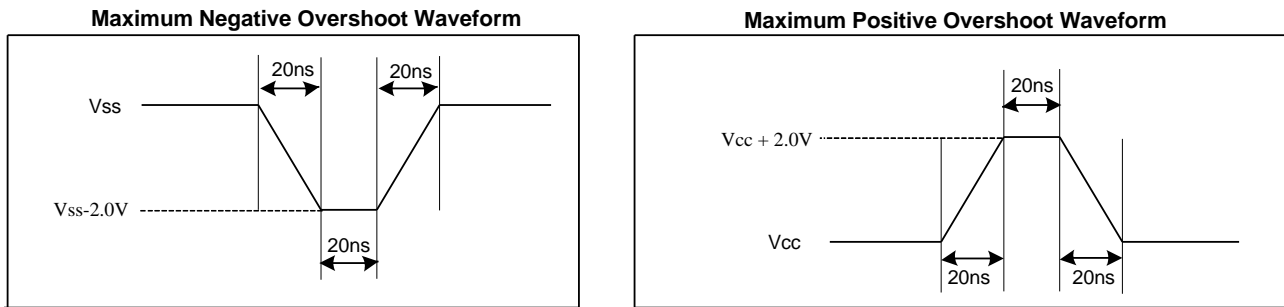 Maximum Negative Overshoot Waveform
20ns
20ns
Vss
Vss-2.0V
20ns
Maximum Positive Overshoot Waveform
20ns
Vcc + 2.0V
Vcc
20ns
20ns